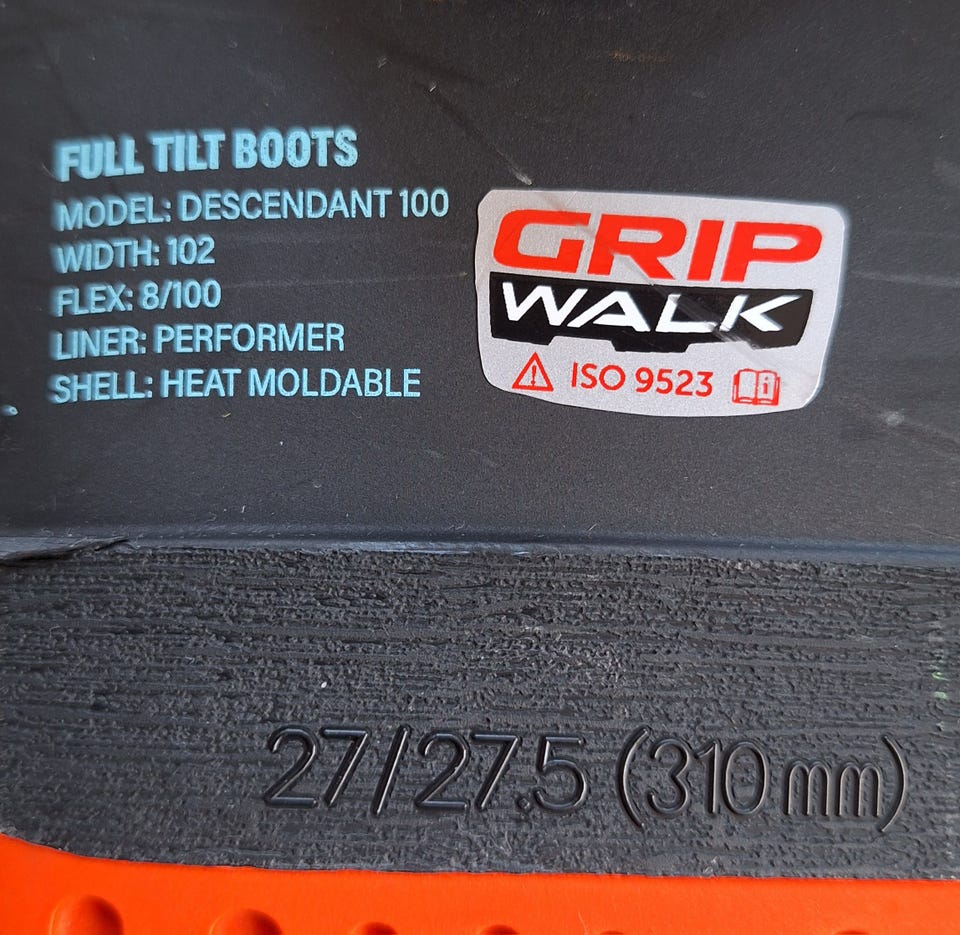 FULL TILT BOOTS
MODEL: DESCENDANT 100
WIDTH: 102
FLEX: 8/100
LINER: PERFORMER
SHELL: HEAT MOLDABLE
GRIP
WALK
ISO 9523
27/27.5 (310 mm)